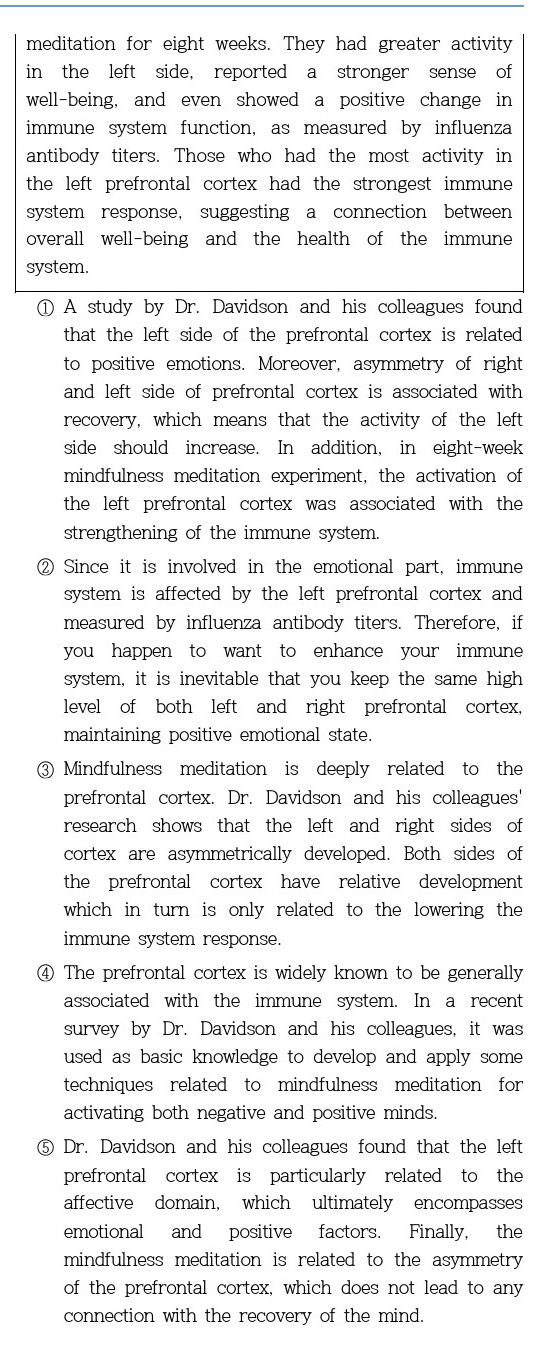 meditation for eight weeks. They had greater activity
in the left side, reported a stronger sense of
well-being, and even showed a positive change in
immune system function, as measured by influenza
antibody titers. Those who had the most activity in
the left prefrontal cortex had the strongest immune
system response, suggesting a connection between
overall well-being and the health of the immune
system.
① A study by Dr. Davidson and his colleagues found
that the left side of the prefrontal cortex is related
to positive emotions. Moreover, asymmetry of right
and left side of prefrontal cortex is associated with
recovery, which means that the activity of the left
side should increase. In addition, in eight-week
mindfulness meditation experiment, the activation of
the left prefrontal cortex was associated with the
strengthening of the immune system.
② Since it is involved in the emotional part, immune
system is affected by the left prefrontal cortex and
measured by influenza antibody titers. Therefore, if
you happen to want to enhance your immune
system, it is inevitable that you keep the same high
level of both left and right prefrontal cortex,
maintaining positive emotional state.
③ Mindfulness meditation is deeply related to the
prefrontal cortex. Dr. Davidson and his colleagues'
research shows that the left and right sides of
cortex are asymmetrically developed. Both sides of
the prefrontal cortex have relative development
which in turn is only related to the lowering the
immune system response.
④ The prefrontal cortex is widely known to be generally
associated with the immune system. In a recent
survey by Dr. Davidson and his colleagues, it was
used as basic knowledge to develop and apply some
techniques related to mindfulness meditation for
activating both negative and positive minds.
⑤ Dr. Davidson and his colleagues found that the left
prefrontal cortex is particularly related to the
affective domain, which ultimately encompasses
emotional and positive factors. Finally, the
mindfulness meditation is related to the asymmetry
of the prefrontal cortex, which does not lead to any
connection with the recovery of the mind.